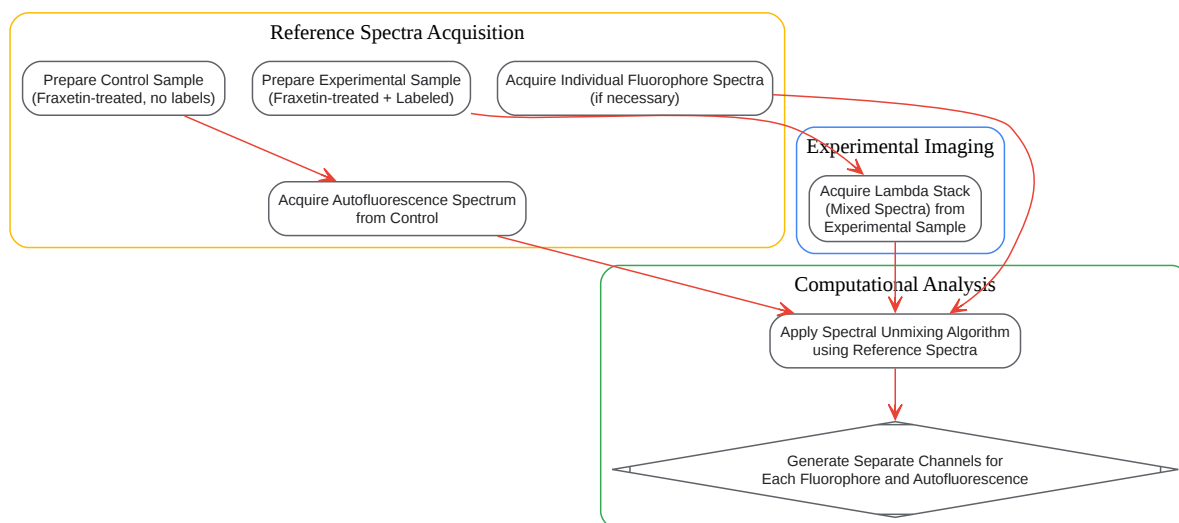 Reference Spectra Acquisition
Prepare Control Sample
(Fraxetin-treated, no labels)
Prepare Experimental Sample
(Fraxetin-treated + Labeled)
Acquire Individual Fluorophore Spectra
(if necessary)
Acquire Autofluorescence Spectrum
from Control
Experimental Imaging
Acquire Lambda Stack
(Mixed Spectra) from
Experimental Sample
Computational Analysis
Apply Spectral Unmixing Algorithm
using Reference Spectra
Generate Separate Channels for
Each Fluorophore and Autofluorescence